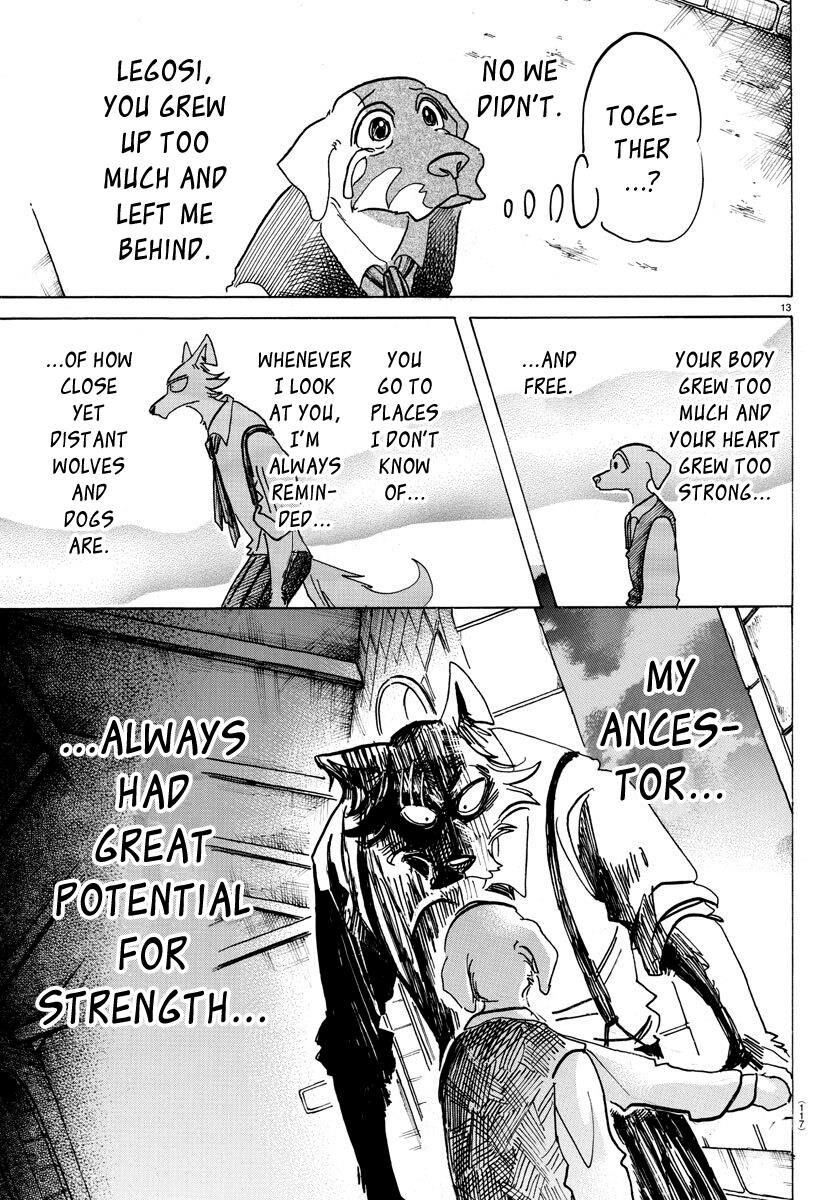 TOGE-
THER
...?
NO WE
DIDN'T.
LEGOSI,
YOU GREW
UP TOO
MUCH AND
LEFT ME
BEHIND.
13
YOUR BODY
GREW TOO
MUCH AND
YOUR HEART
GREW TOO
STRONG...
...AND
FREE.
YOU
GO TO
PLACES
I DON'T
KNOW
OF...
WHENEVER
I LOOK
AT YOU,
I'M
ALWAYS
REMIN-
DED...
...OF HOW
CLOSE
YET
DISTANT
WOLVES
AND
DOGS
ARE.
MY
ANCES-
TOR...
...ALWAYS
HAD
GREAT
POTENTIAL
FOR
STRENGTH...
(117)